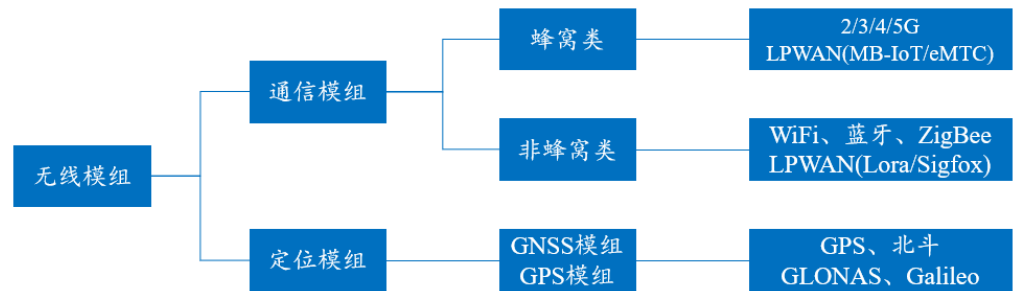 无线模组
通信模组
蜂窝类
2/3/4/5G
LPWAN(MB-IoT/eMTC)
非蜂窝类
WiFi、蓝牙、ZigBee
LPWAN(Lora/Sigfox)
定位模组
GNSS模组
GPS模组
GPS、北斗
GLONAS、Galileo